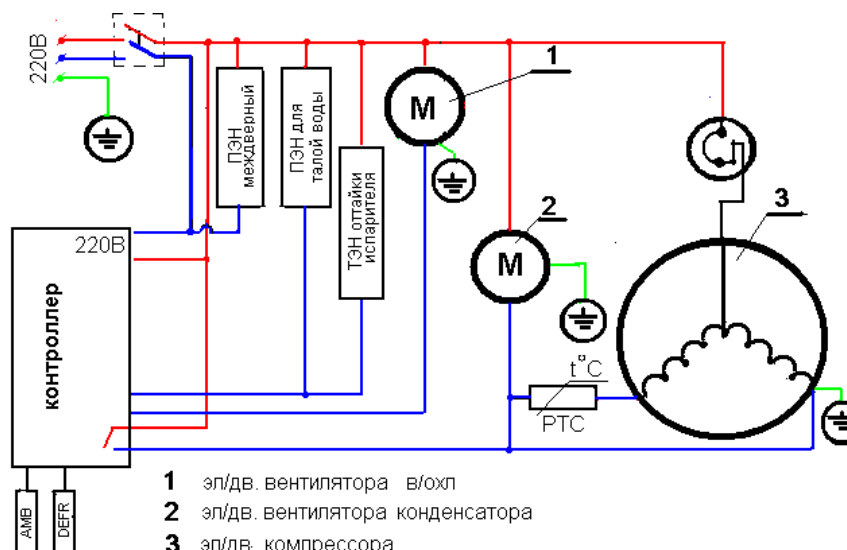 220В
220В
ПЭН
междверный
ПЭН для
талой воды
ТЭН оттайки
испарителя
M
1
M
2
3
220В
контроллер
t°C
PTC
AMB
DEFR
1 эл/дв. вентилятора в/охл
2 эл/дв. вентилятора конденсатора
3 эл/дв. компрессора